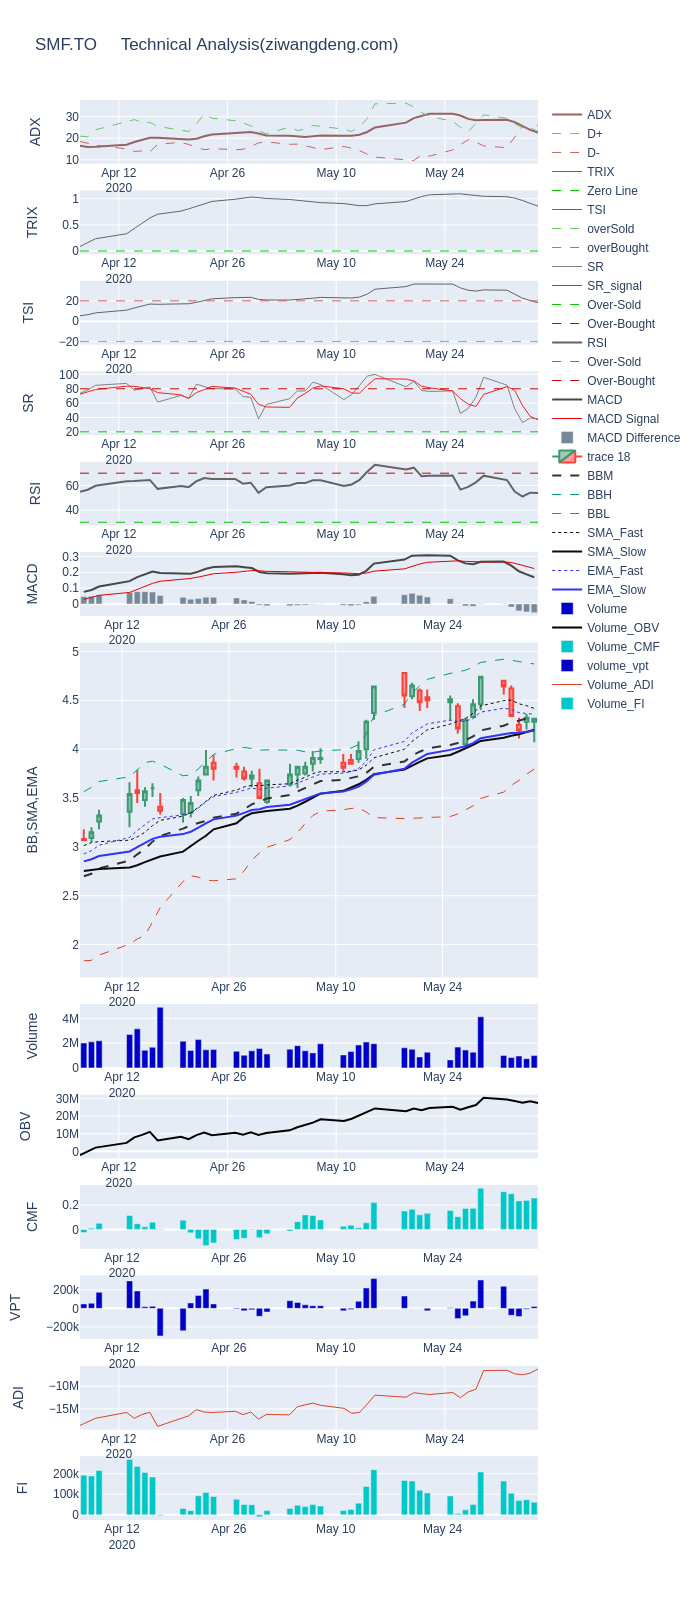 SMF.TO Technical Analysis(ziwangdeng.com)
ADX
30
20
10
Apr 12
2020
Apr 26
May 10
May 24
TRIX
1
0.5
0
Apr 12
2020
Apr 26
May 10
May 24
TSI
20
0
−20
Apr 12
2020
Apr 26
May 10
May 24
SR
100
80
60
40
20
Apr 12
2020
Apr 26
May 10
May 24
RSI
60
40
Apr 12
2020
Apr 26
May 10
May 24
MACD
0.3
0.2
0.1
0
Apr 12
2020
Apr 26
May 10
May 24
BB,SMA,EMA
5
4.5
4
3.5
3
2.5
2
Apr 12
2020
Apr 26
May 10
May 24
Volume
4M
2M
0
Apr 12
2020
Apr 26
May 10
May 24
OBV
30M
20M
10M
0
Apr 12
2020
Apr 26
May 10
May 24
CMF
0.2
0
Apr 12
2020
Apr 26
May 10
May 24
VPT
200k
0
−200k
Apr 12
2020
Apr 26
May 10
May 24
ADI
−10M
−15M
Apr 12
2020
Apr 26
May 10
May 24
FI
200k
100k
0
Apr 12
2020
Apr 26
May 10
May 24
ADX
D+
D-
TRIX
Zero Line
TSI
overSold
overBought
SR
SR_signal
Over-Sold
Over-Bought
RSI
Over-Sold
Over-Bought
MACD
MACD Signal
MACD Difference
trace 18
BBM
BBH
BBL
SMA_Fast
SMA_Slow
EMA_Fast
EMA_Slow
Volume
Volume_OBV
Volume_CMF
volume_vpt
Volume_ADI
Volume_FI